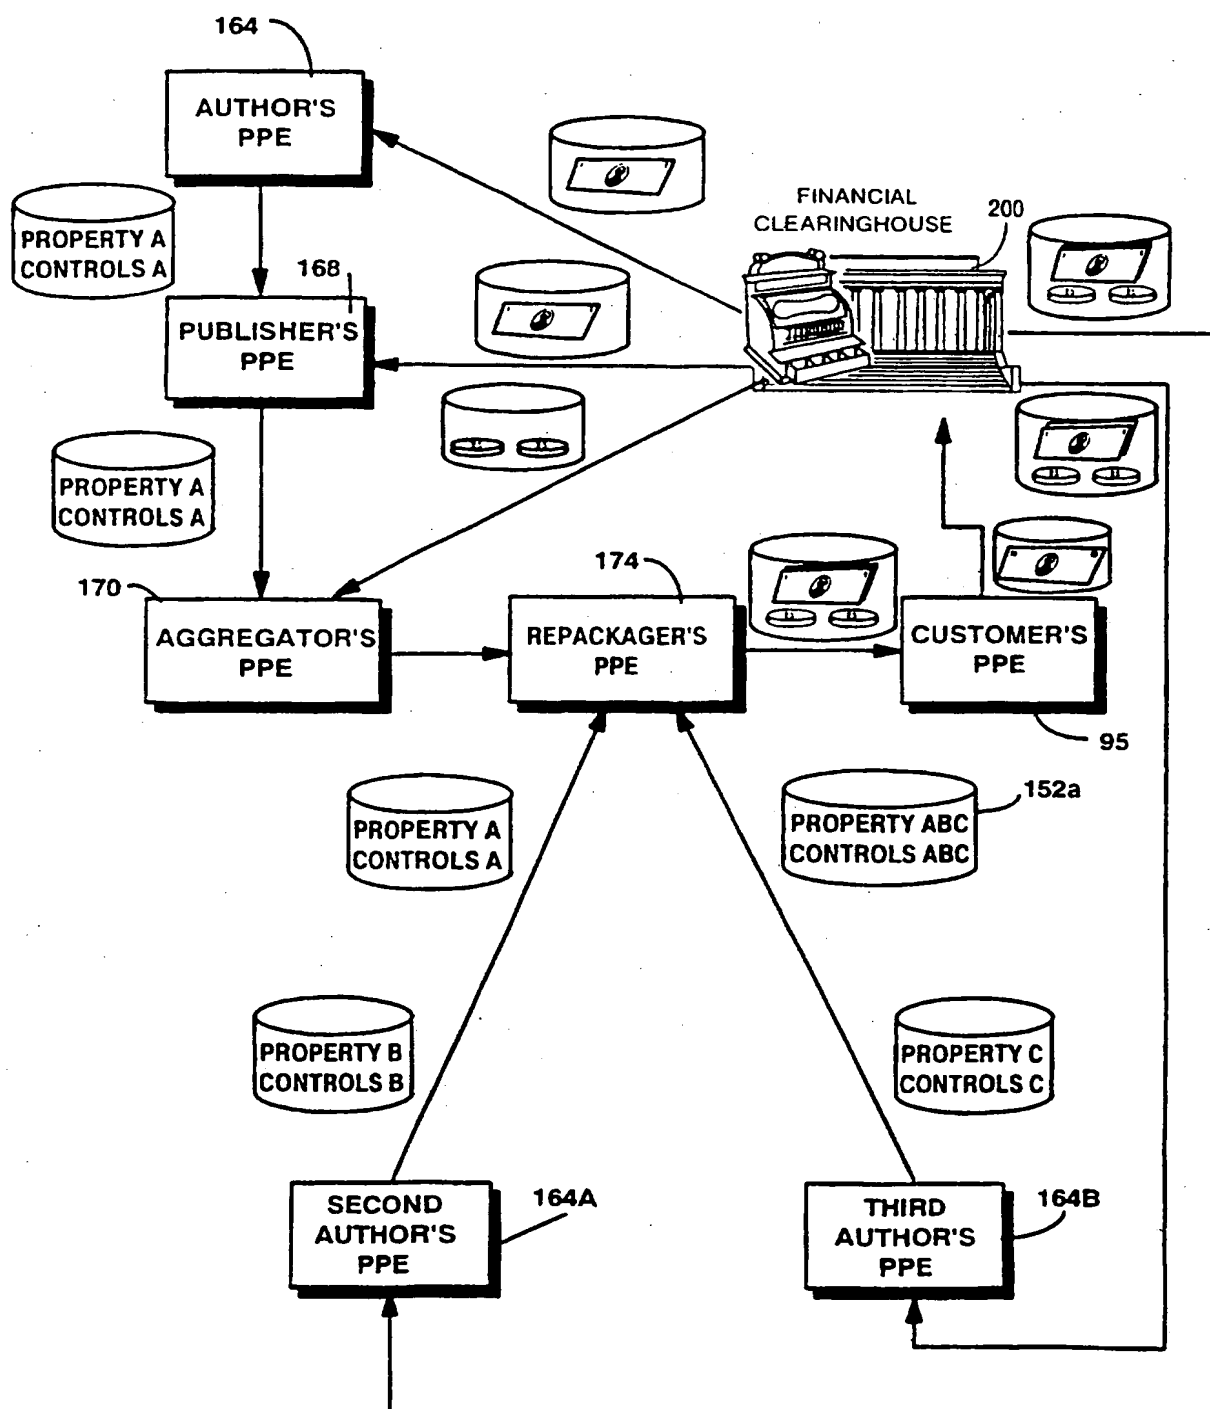 164
AUTHOR'S
PPE
PROPERTY A
CONTROLS A
168
PUBLISHER'S
PPE
FINANCIAL
CLEARINGHOUSE
200
PROPERTY A
CONTROLS A
170
AGGREGATOR'S
PPE
174
REPACKAGER'S
PPE
CUSTOMER'S
PPE
95
PROPERTY A
CONTROLS A
152a
PROPERTY ABC
CONTROLS ABC
PROPERTY B
CONTROLS B
PROPERTY C
CONTROLS C
SECOND
AUTHOR'S
PPE
164A
THIRD
AUTHOR'S
PPE
164B